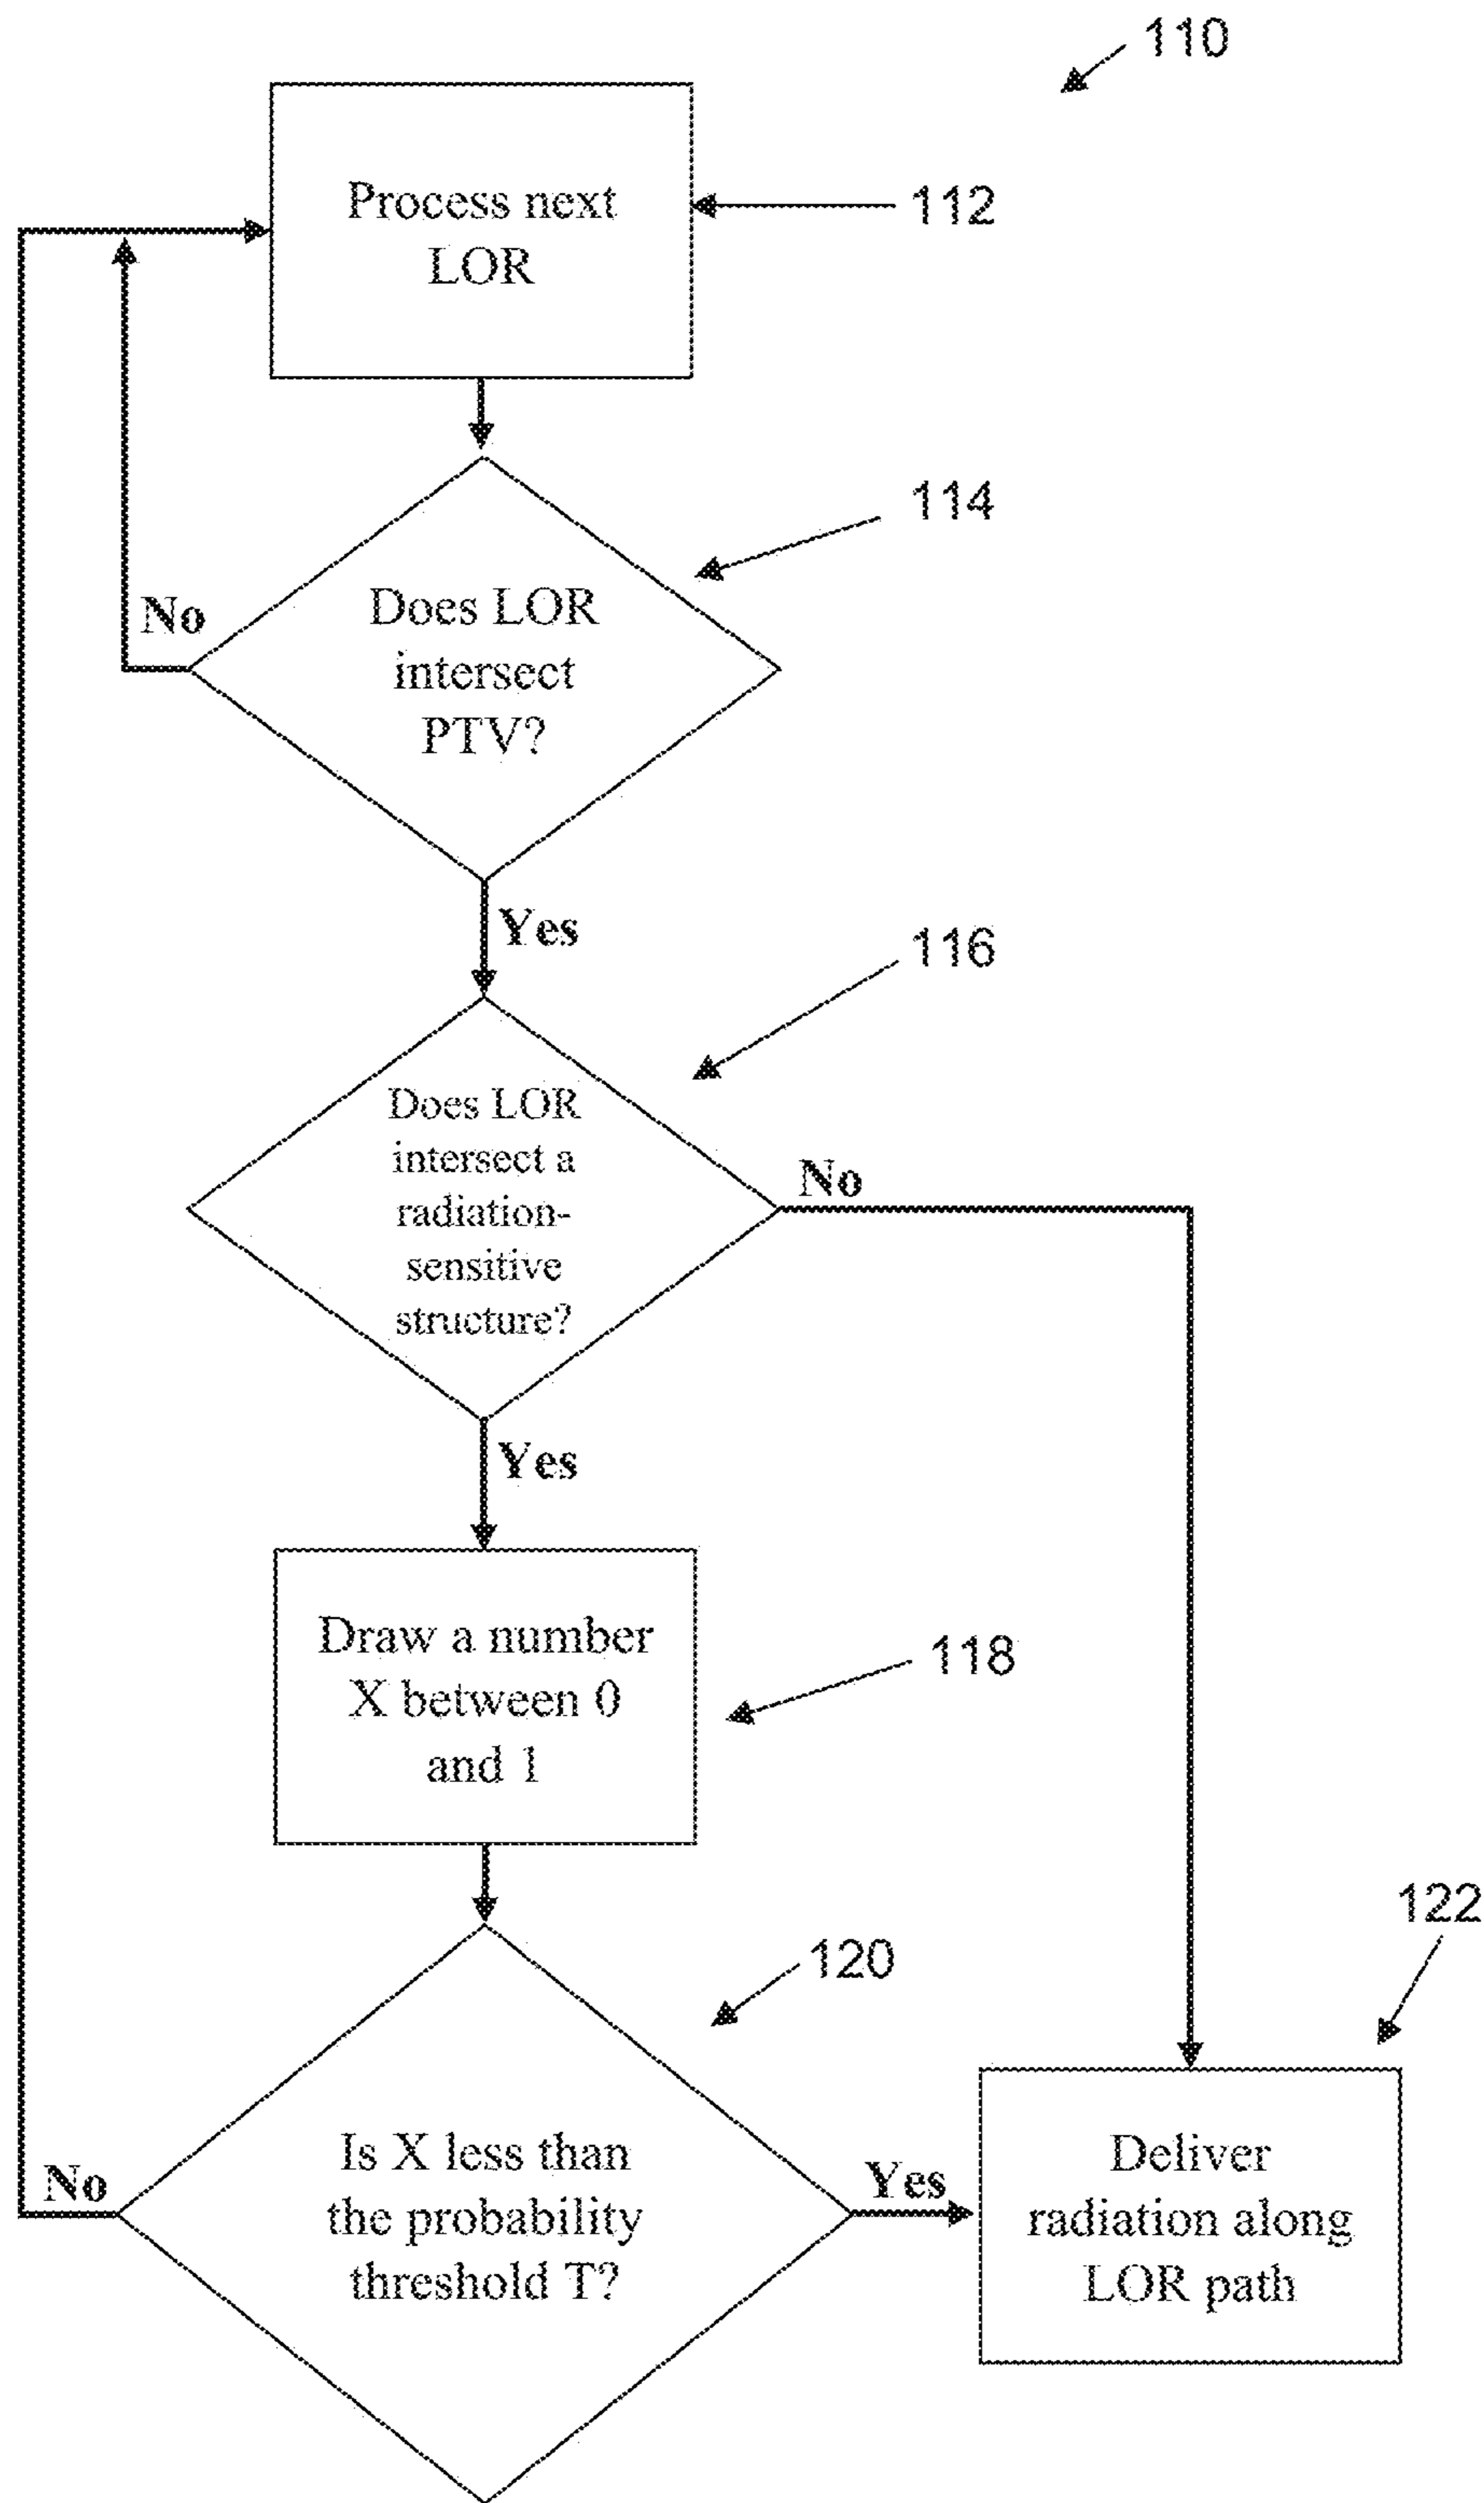 110
Process next
LOR
112
114
Does LOR
intersect
PTV?
No
Yes
116
Does LOR
intersect a
radiation-
sensitive
structure?
No
Yes
Draw a number
X between 0
and 1
118
120
122
Is X less than
the probability
threshold T?
No
Yes
Deliver
radiation along
LOR path